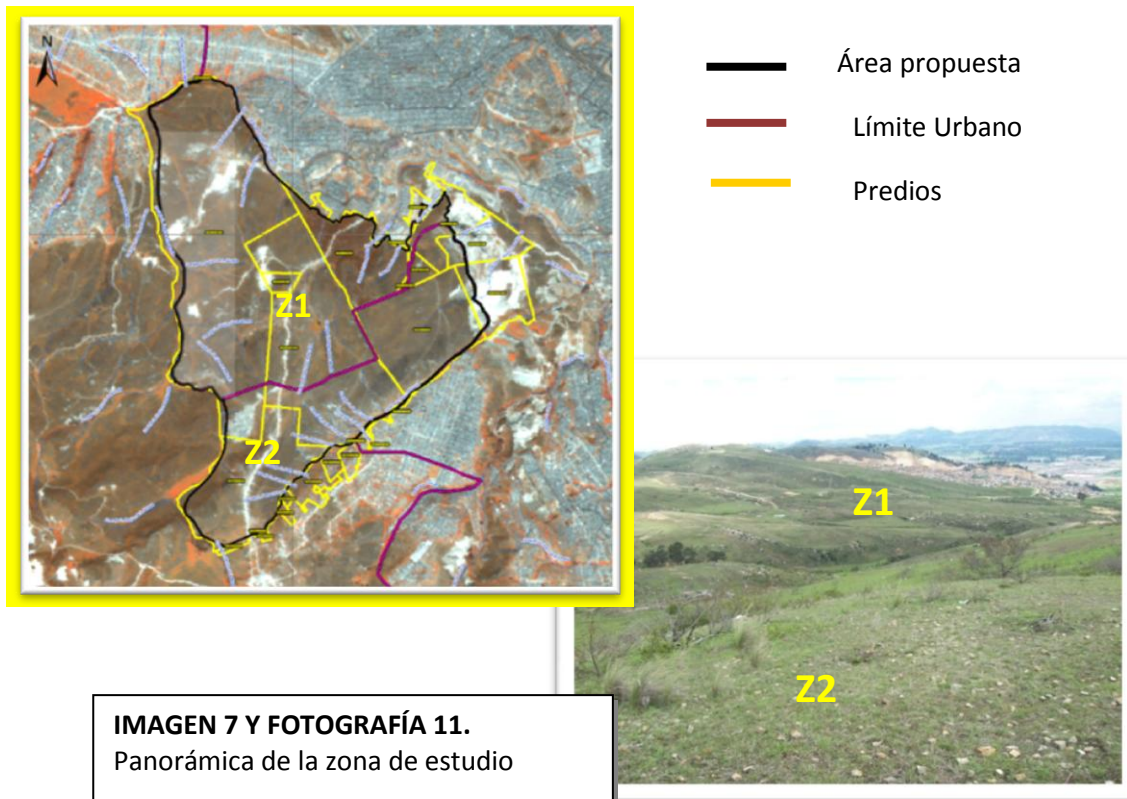 N
Área propuesta
Límite Urbano
Predios
Z1
Z2
Z1
Z2
IMAGEN 7 Y FOTOGRAFÍA 11.
Panorámica de la zona de estudio